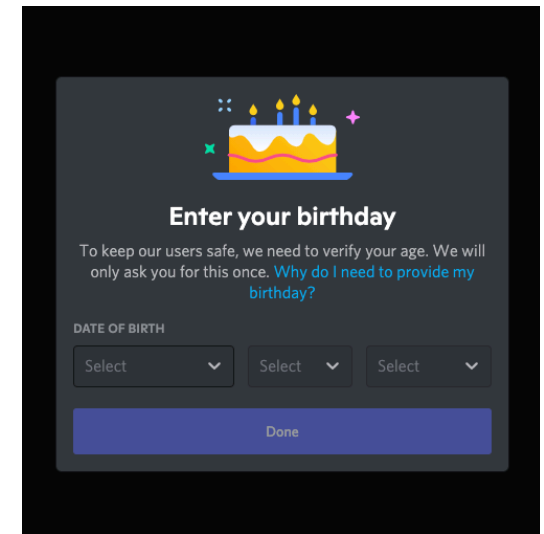 Enter your birthday
To keep our users safe, we need to verify your age. We will
only ask you for this once. Why do I need to provide my
birthday?
DATE OF BIRTH
Select Select Select
Done